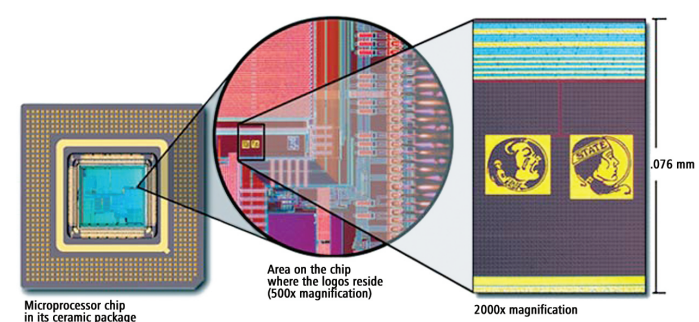 Microprocessor chip
in its ceramic package
Area on the chip
where the logos reside
(500x magnification)
STATE
.076 mm
2000x magnification